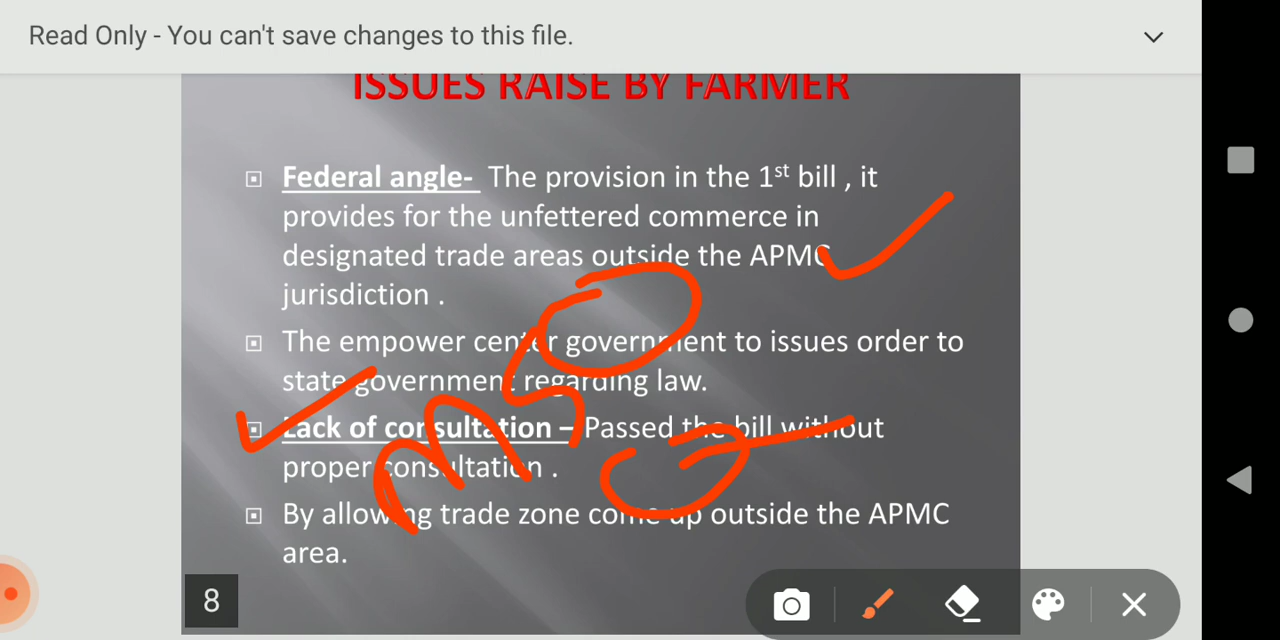 Read Only - You can't save changes to this file.
ISSUES RAISE BY FARMER
Federal angle- The provision in the 1st bill , it
provides for the unfettered commerce in
designated trade areas outside the APMC
jurisdiction .
The empower center government to issues order to
state government regarding law.
Lack of consultation – Passed the bill without
proper consultation .
By allowing trade zone come up outside the APMC
area.
8